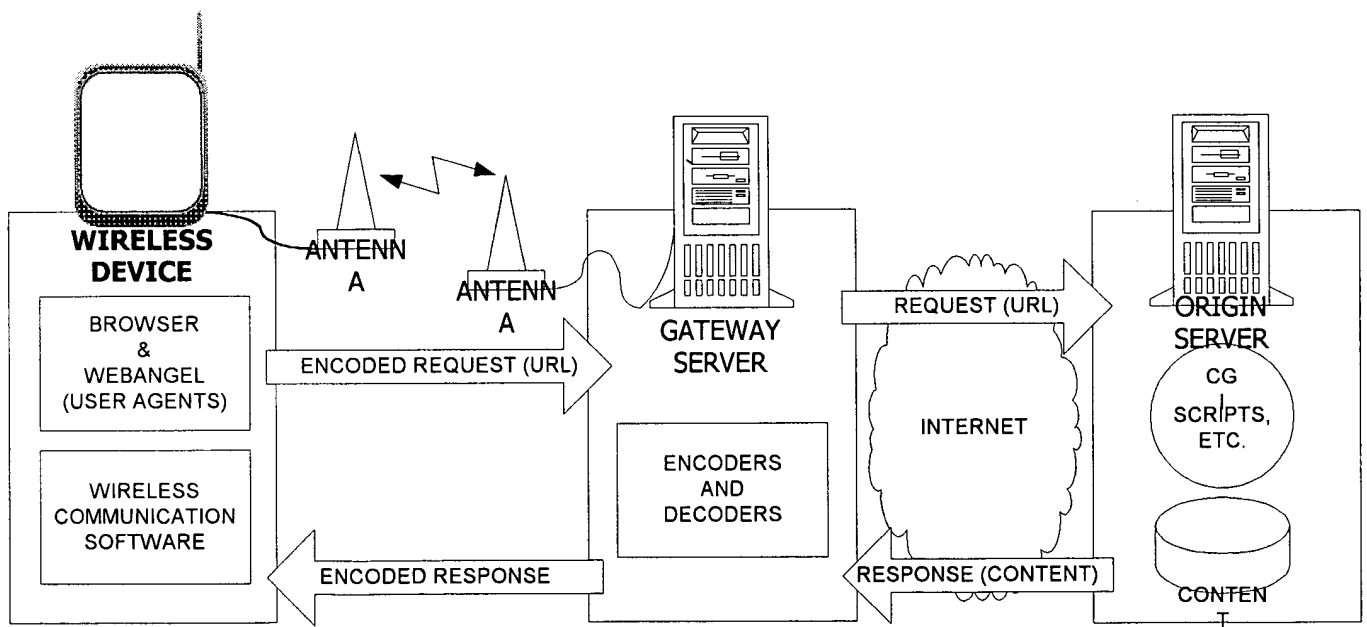 WIRELESS
DEVICE
BROWSER
&
WEBANGEL
(USER AGENTS)
WIRELESS
COMMUNICATION
SOFTWARE
ANTENN
A
ANTENN
A
ENCODED REQUEST (URL)
ENCODED RESPONSE
GATEWAY
SERVER
ENCODERS
AND
DECODERS
REQUEST (URL)
INTERNET
RESPONSE (CONTENT)
ORIGIN
SERVER
CG
I
SCRIPTS,
ETC.
CONTEN
T